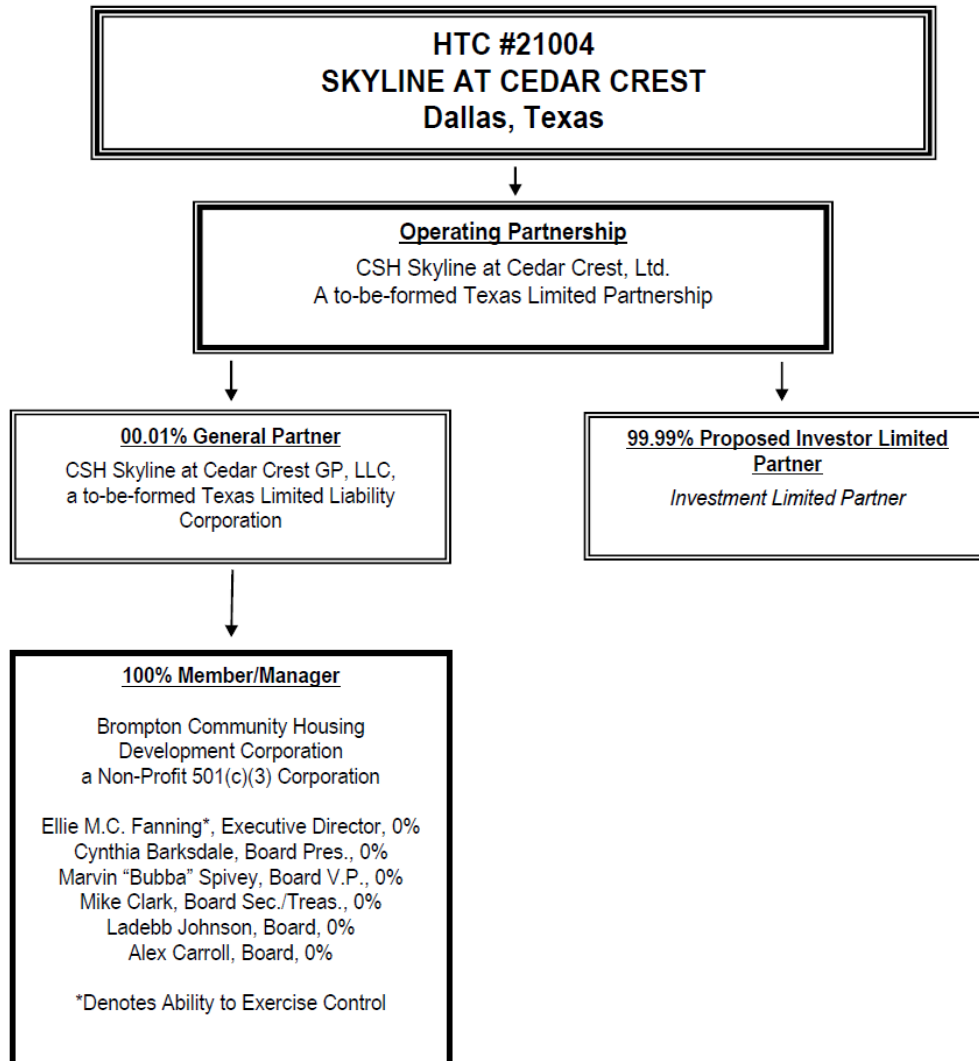 HTC #21004
SKYLINE AT CEDAR CREST
Dallas, Texas
Operating Partnership
CSH Skyline at Cedar Crest, Ltd.
A to-be-formed Texas Limited Partnership
00.01% General Partner
CSH Skyline at Cedar Crest GP, LLC,
a to-be-formed Texas Limited Liability
Corporation
99.99% Proposed Investor Limited
Partner
Investment Limited Partner
100% Member/Manager
Brompton Community Housing
Development Corporation
a Non-Profit 501(c)(3) Corporation
Ellie M.C. Fanning*, Executive Director, 0%
Cynthia Barksdale, Board Pres., 0%
Marvin “Bubba” Spivey, Board V.P., 0%
Mike Clark, Board Sec./Treas., 0%
Ladebb Johnson, Board, 0%
Alex Carroll, Board, 0%
*Denotes Ability to Exercise Control